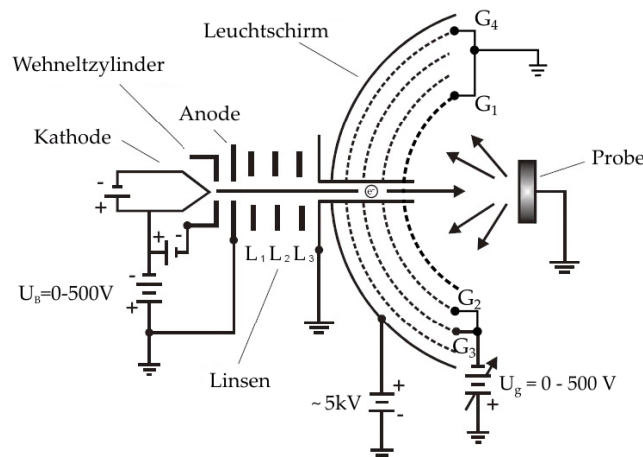 Leuchtschirm
G4
Wehneltzylinder
Anode
G1
Kathode
Probe
-
+
e-
+ -
L1 L2 L3
-
UB=0-500V
+
G2
G3
Linsen
+
~5kV
-
Ug = 0 - 500 V
+